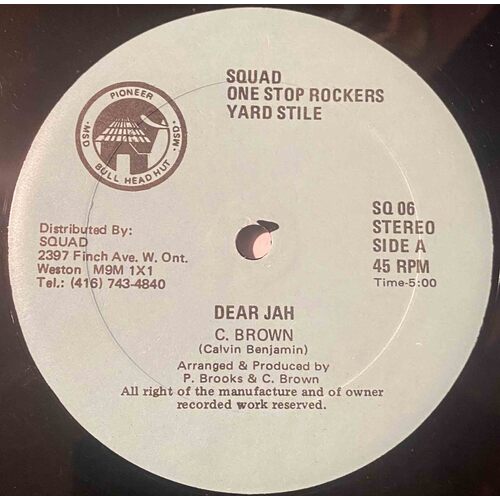 PIONEER
·MSD· MSD·
BULL HEAD HUT
SQUAD
ONE STOP ROCKERS
YARD STILE
Distributed By:
SQUAD
2397 Finch Ave. W. Ont.
Weston M9M 1X1
Tel.: (416) 743-4840
SQ 06
STEREO
SIDE A
45 RPM
Time-5:00
DEAR JAH
C. BROWN
(Calvin Benjamin)
Arranged & Produced by
P. Brooks & C. Brown
All right of the manufacture and of owner
recorded work reserved.